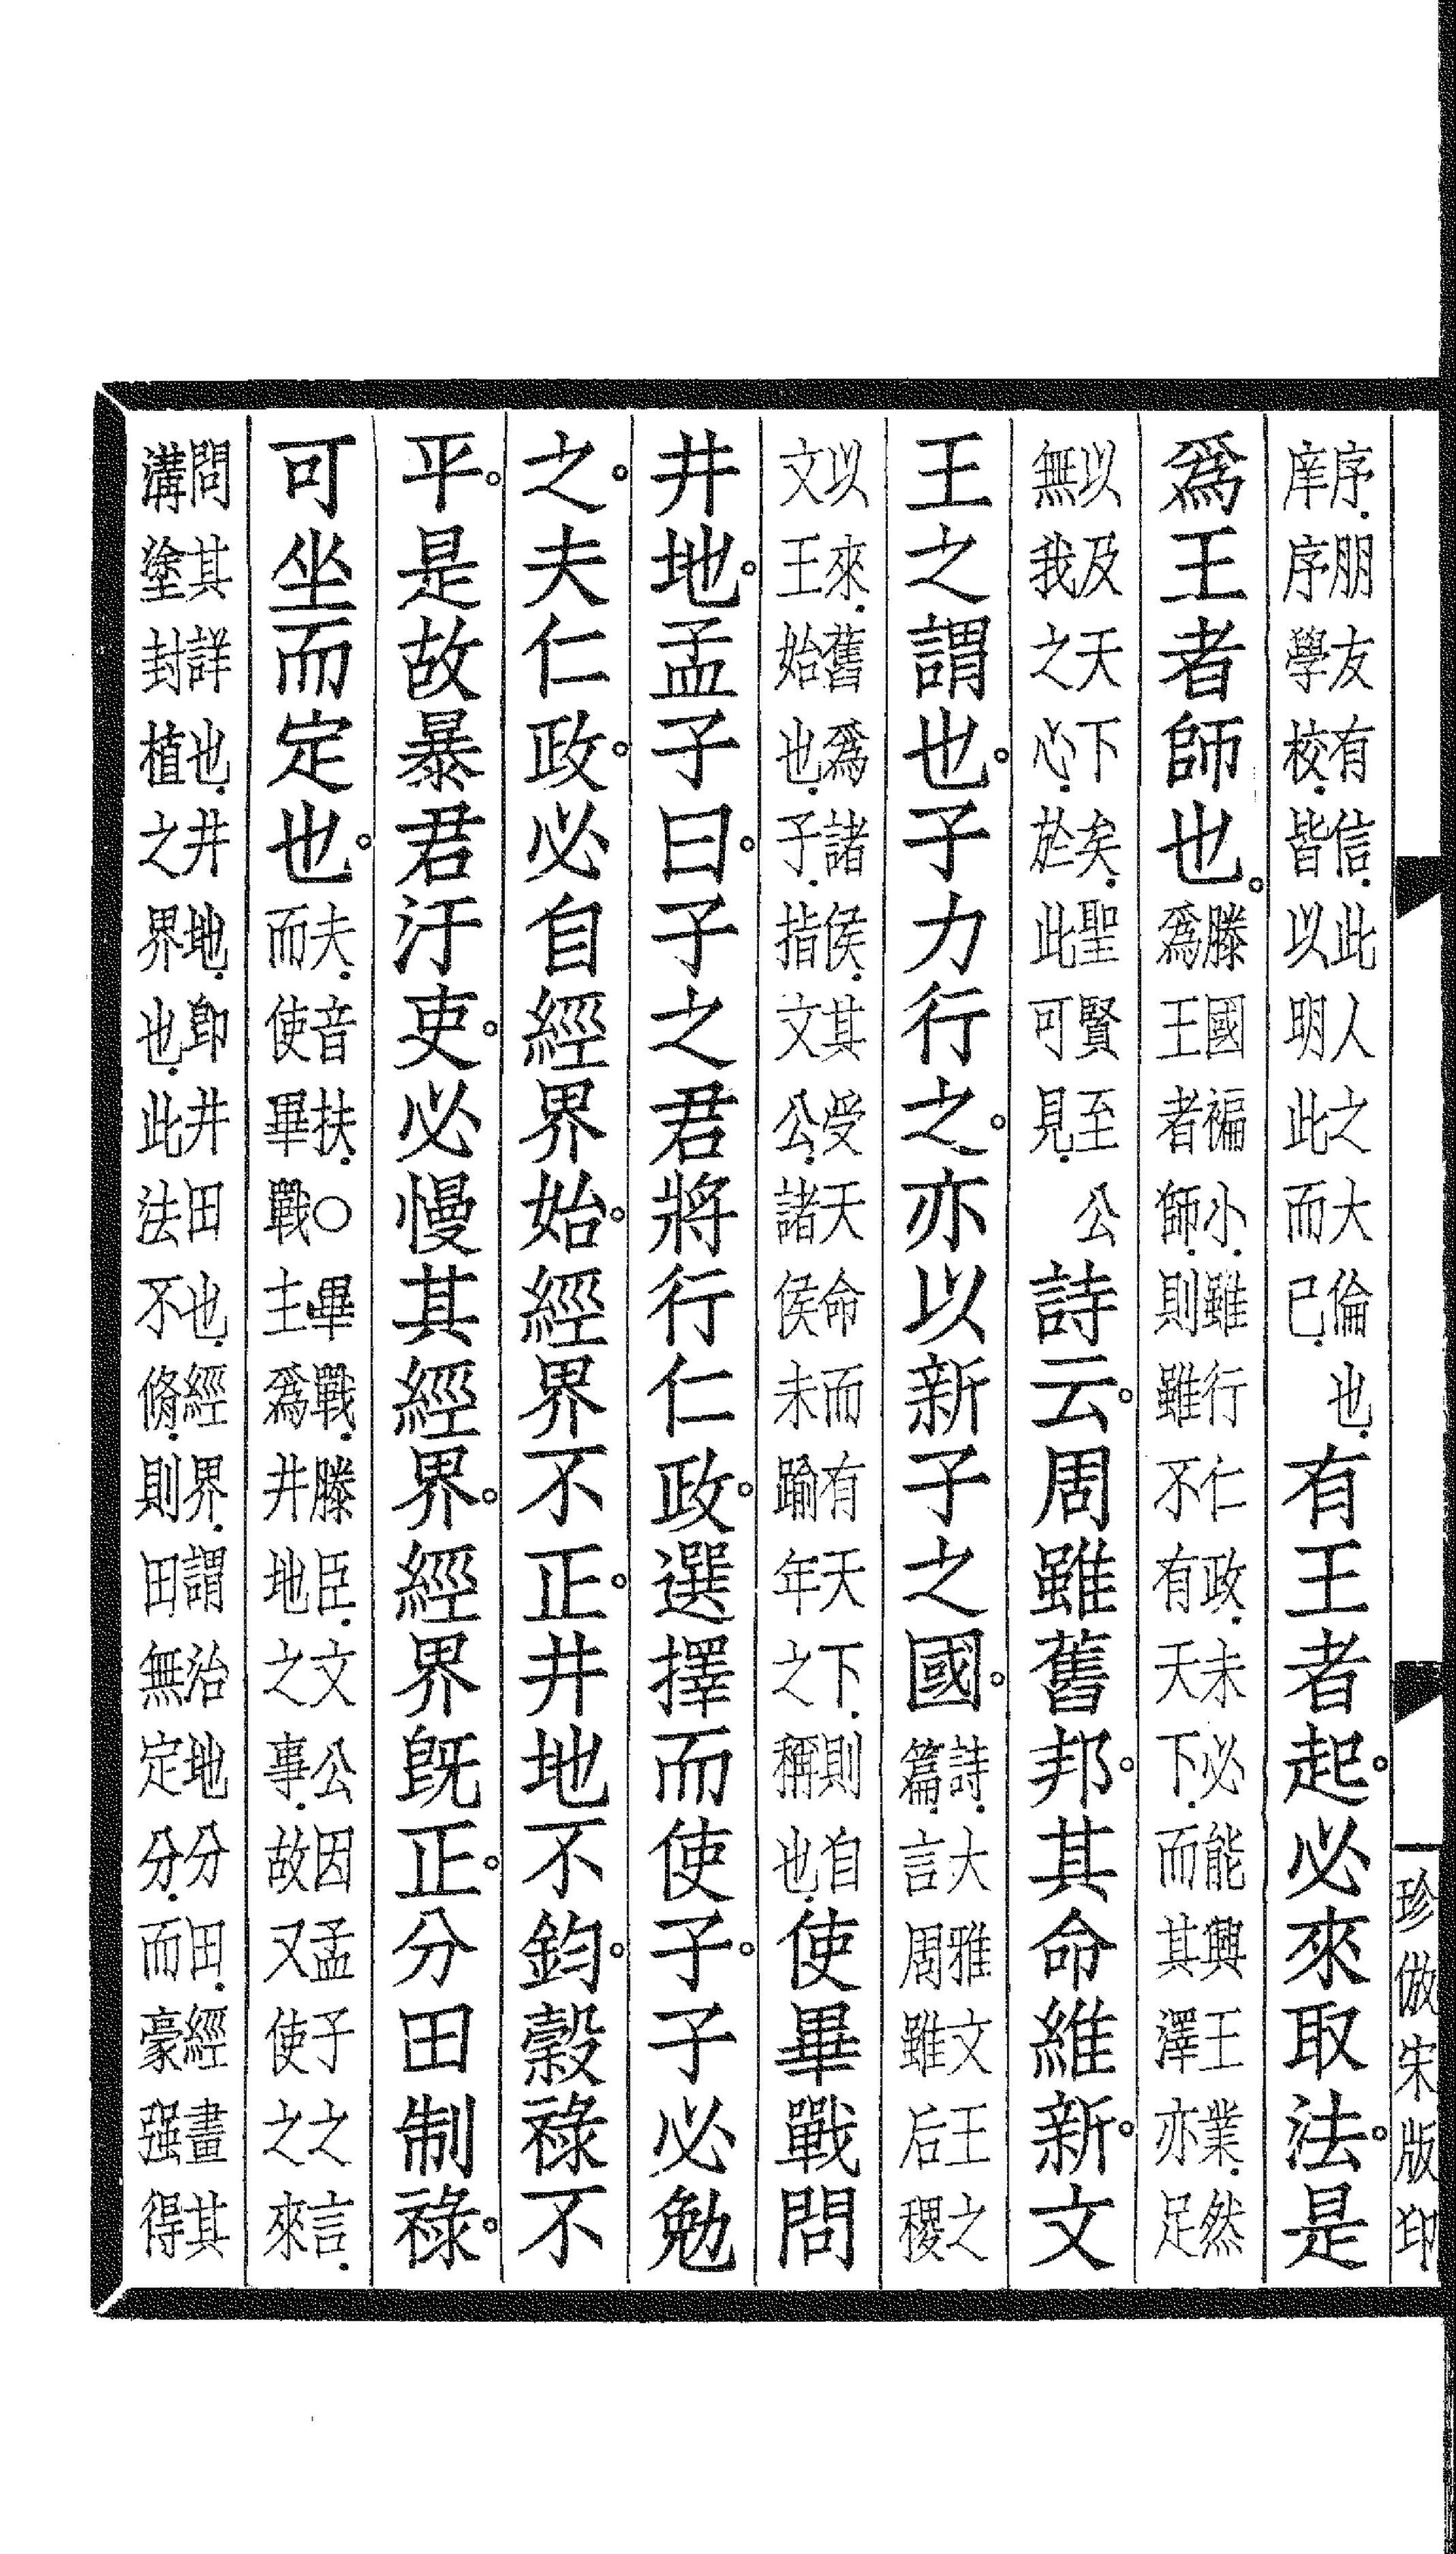 珍倣宋版印
序．朋友有信．此人之大倫也．庠序學校．皆以明此而已．有王者起。必來取法。是
爲王者師也。滕國褊小．雖行仁政．未必能興王業．然爲王者師．則雖不有天下．而其澤亦足
以及天下矣．聖賢至公無我之心．於此可見．詩云。周雖舊邦。其命維新。文
王之謂也。子力行之。亦以新子之國。詩．大雅文王之篇．言周雖后稷
以來．舊爲諸侯．其受天命而有天下．則自文王始也．子．指文公．諸侯未踰年之稱也．使畢戰問
井地。孟子曰。子之君將行仁政。選擇而使子。子必勉
之。夫仁政。必自經界始。經界不正。井地不鈞。穀祿不
平。是故暴君汙吏。必慢其經界。經界既正。分田制祿。
可坐而定也。夫．音扶．○畢戰．滕臣．文公因孟子之言．而使畢戰主爲井地之事．故又使之來
問其詳也．井地．卽井田也．經界．謂治地分田．經畫其溝塗封植之界也．此法不脩．則田無定分．而豪强得